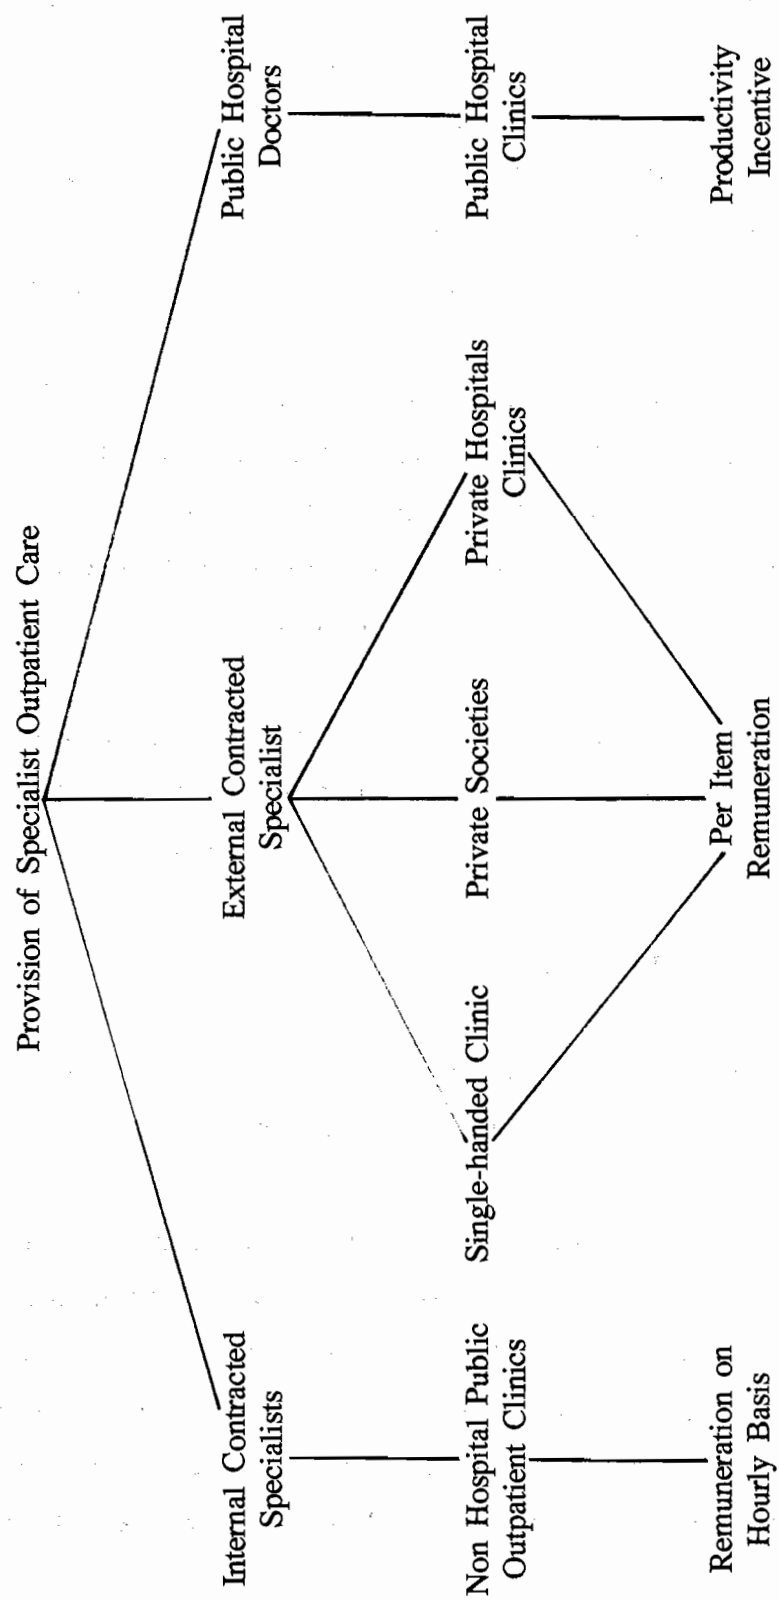 Provision of Specialist Outpatient Care
Internal Contracted
Specialists
External Contracted
Specialist
Public Hospital
Doctors
Non Hospital Public
Outpatient Clinics
Single-handed Clinic
Private Societies
Private Hospitals
Clinics
Public Hospital
Clinics
Remuneration on
Hourly Basis
Per Item
Remuneration
Productivity
Incentive